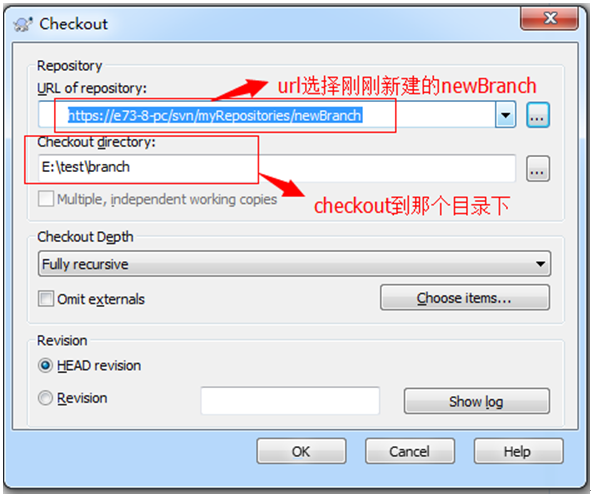 Checkout
Repository
URL of repository:
url选择刚刚新建的newBranch
https://e73-8-pc/svn/myRepositories/newBranch
...
Checkout directory:
E:\test\branch
...
Multiple, independent working copies
checkout到那个目录下
Checkout Depth
Fully recursive
Omit externals
Choose items...
Revision
HEAD revision
Revision
Show log
OK
Cancel
Help